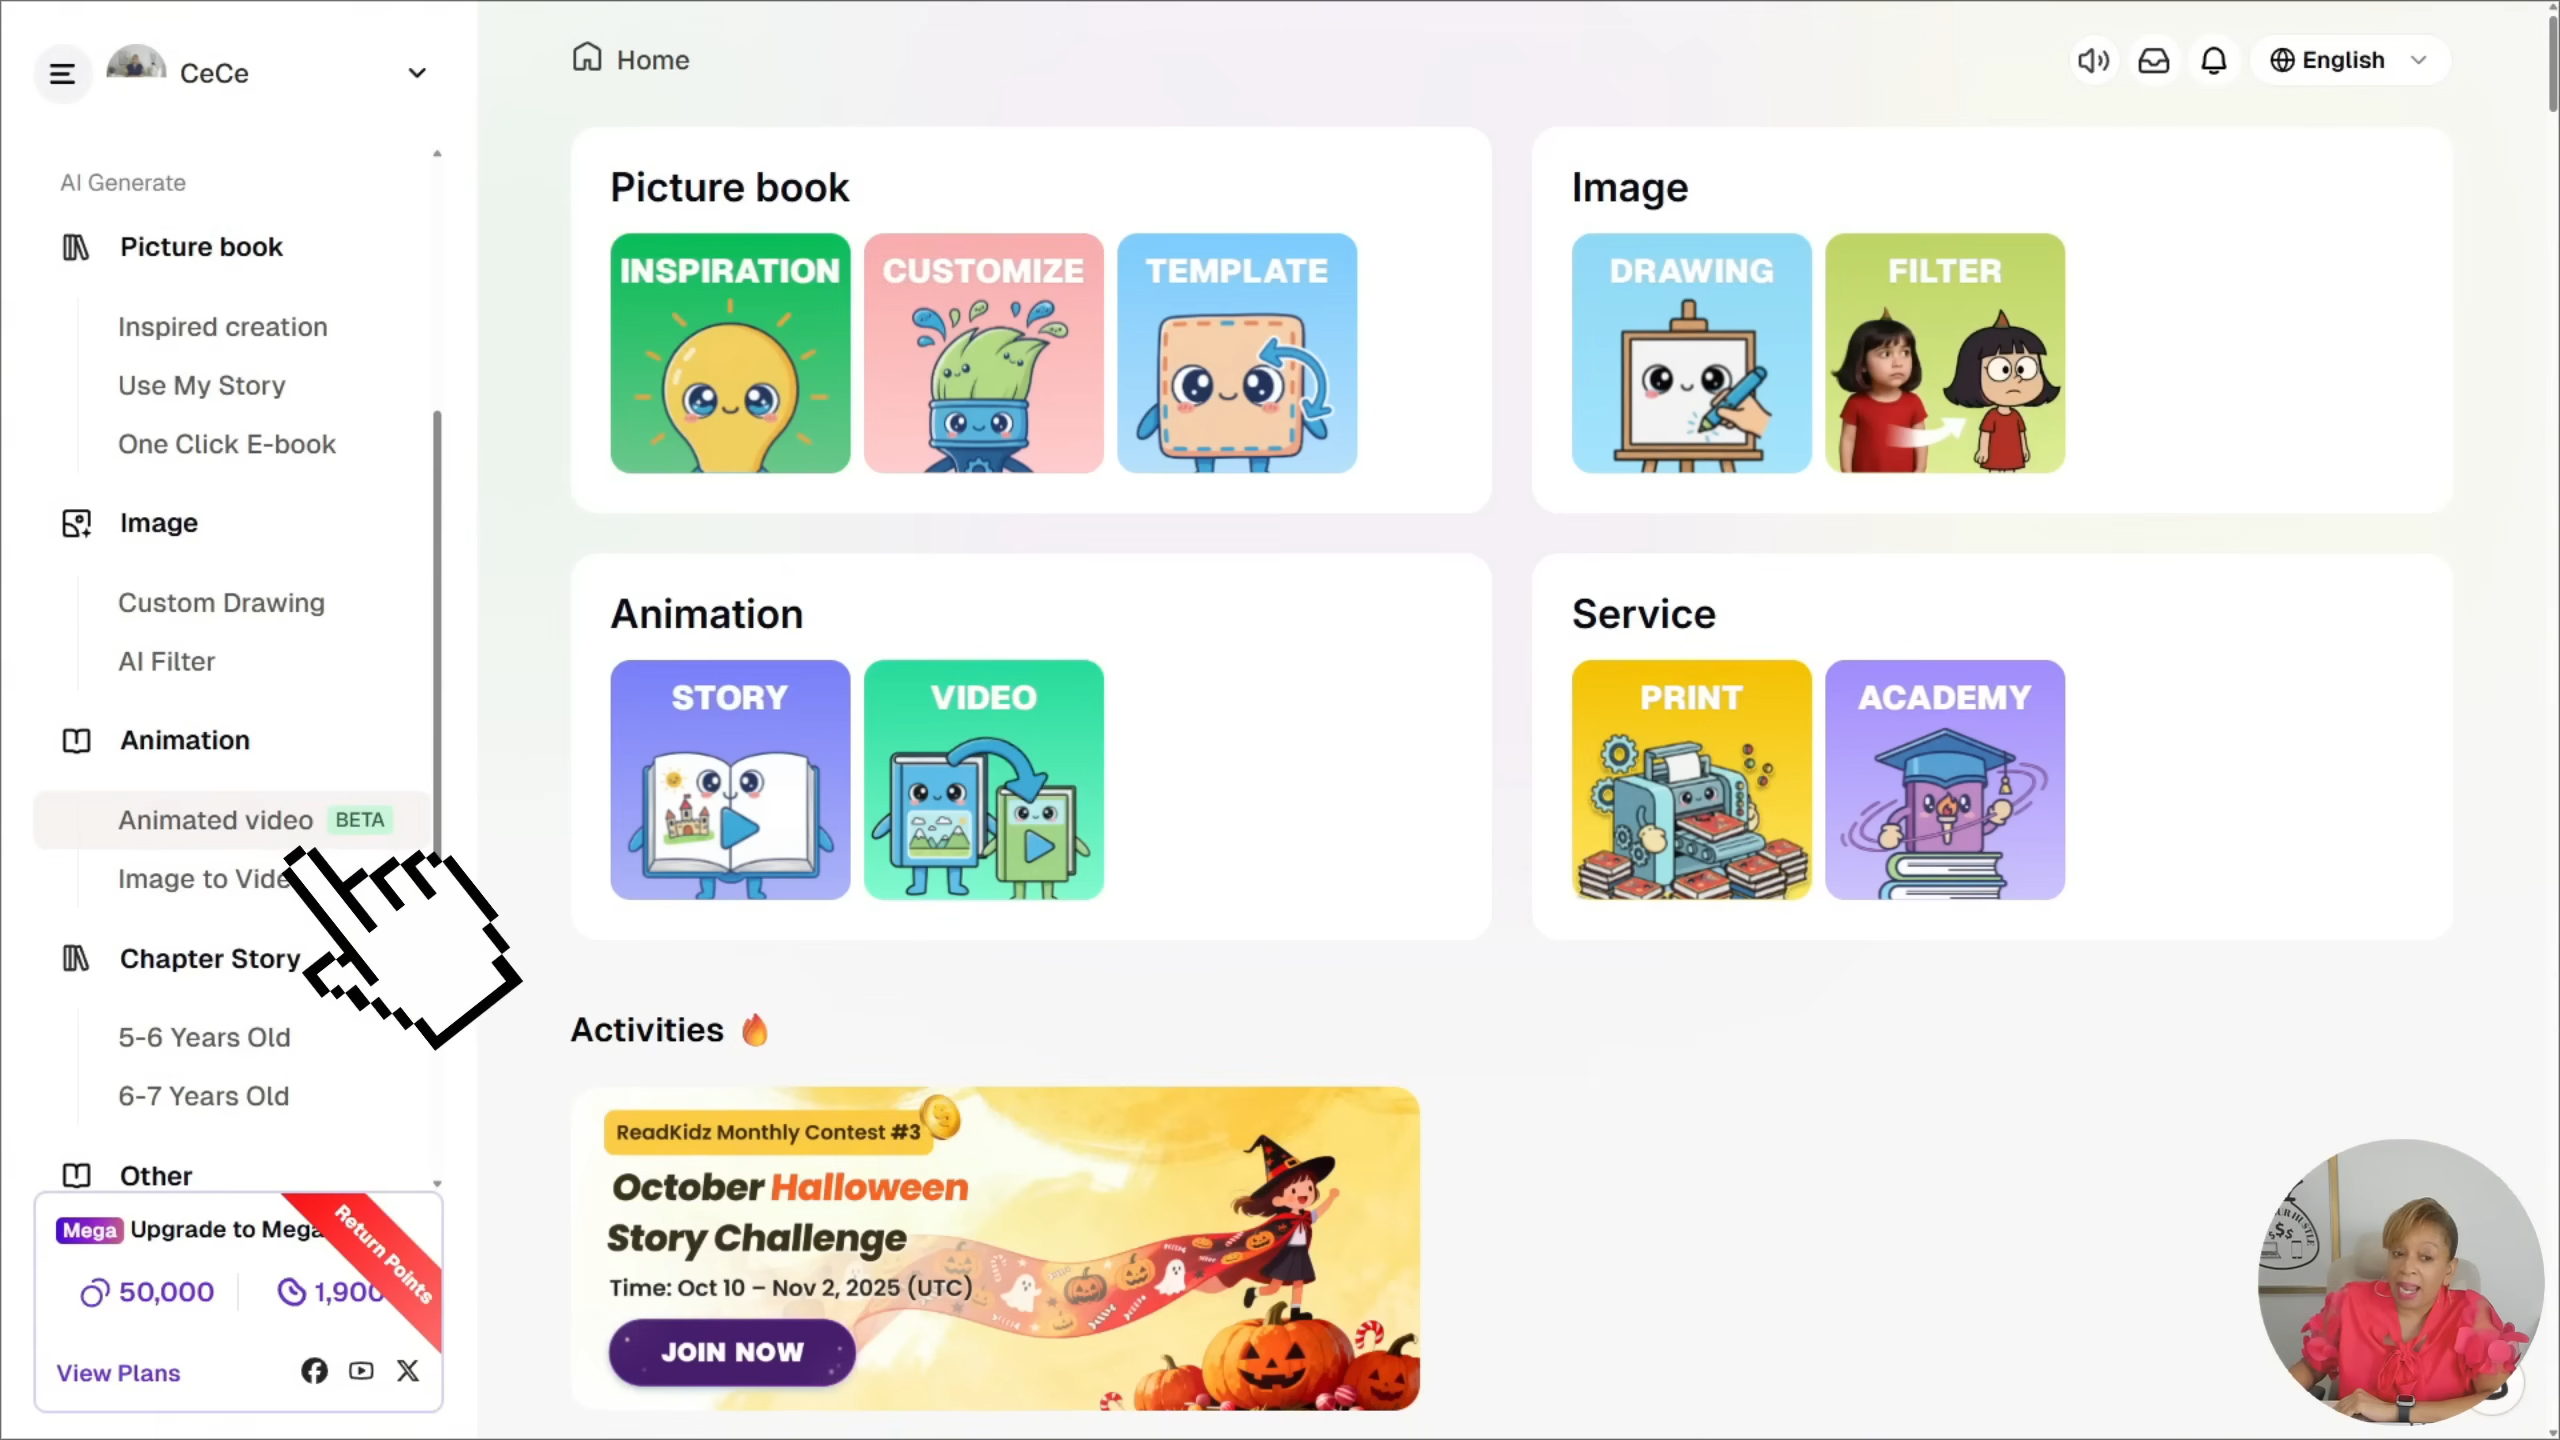 CeCe
AI Generate
Picture book
Inspired creation
Use My Story
One Click E-book
Image
Custom Drawing
AI Filter
Animation
Animated video BETA
Image to Vide
Chapter Story
5-6 Years Old
6-7 Years Old
Other
Mega Upgrade to Mega
Return Points
50,000 1,900
View Plans
Home
English
Picture book
INSPIRATION CUSTOMIZE TEMPLATE
Image
DRAWING FILTER
Animation
STORY VIDEO
Service
PRINT ACADEMY
Activities
ReadKidz Monthly Contest #3
October Halloween
Story Challenge
Time: Oct 10 – Nov 2, 2025 (UTC)
JOIN NOW
$$$